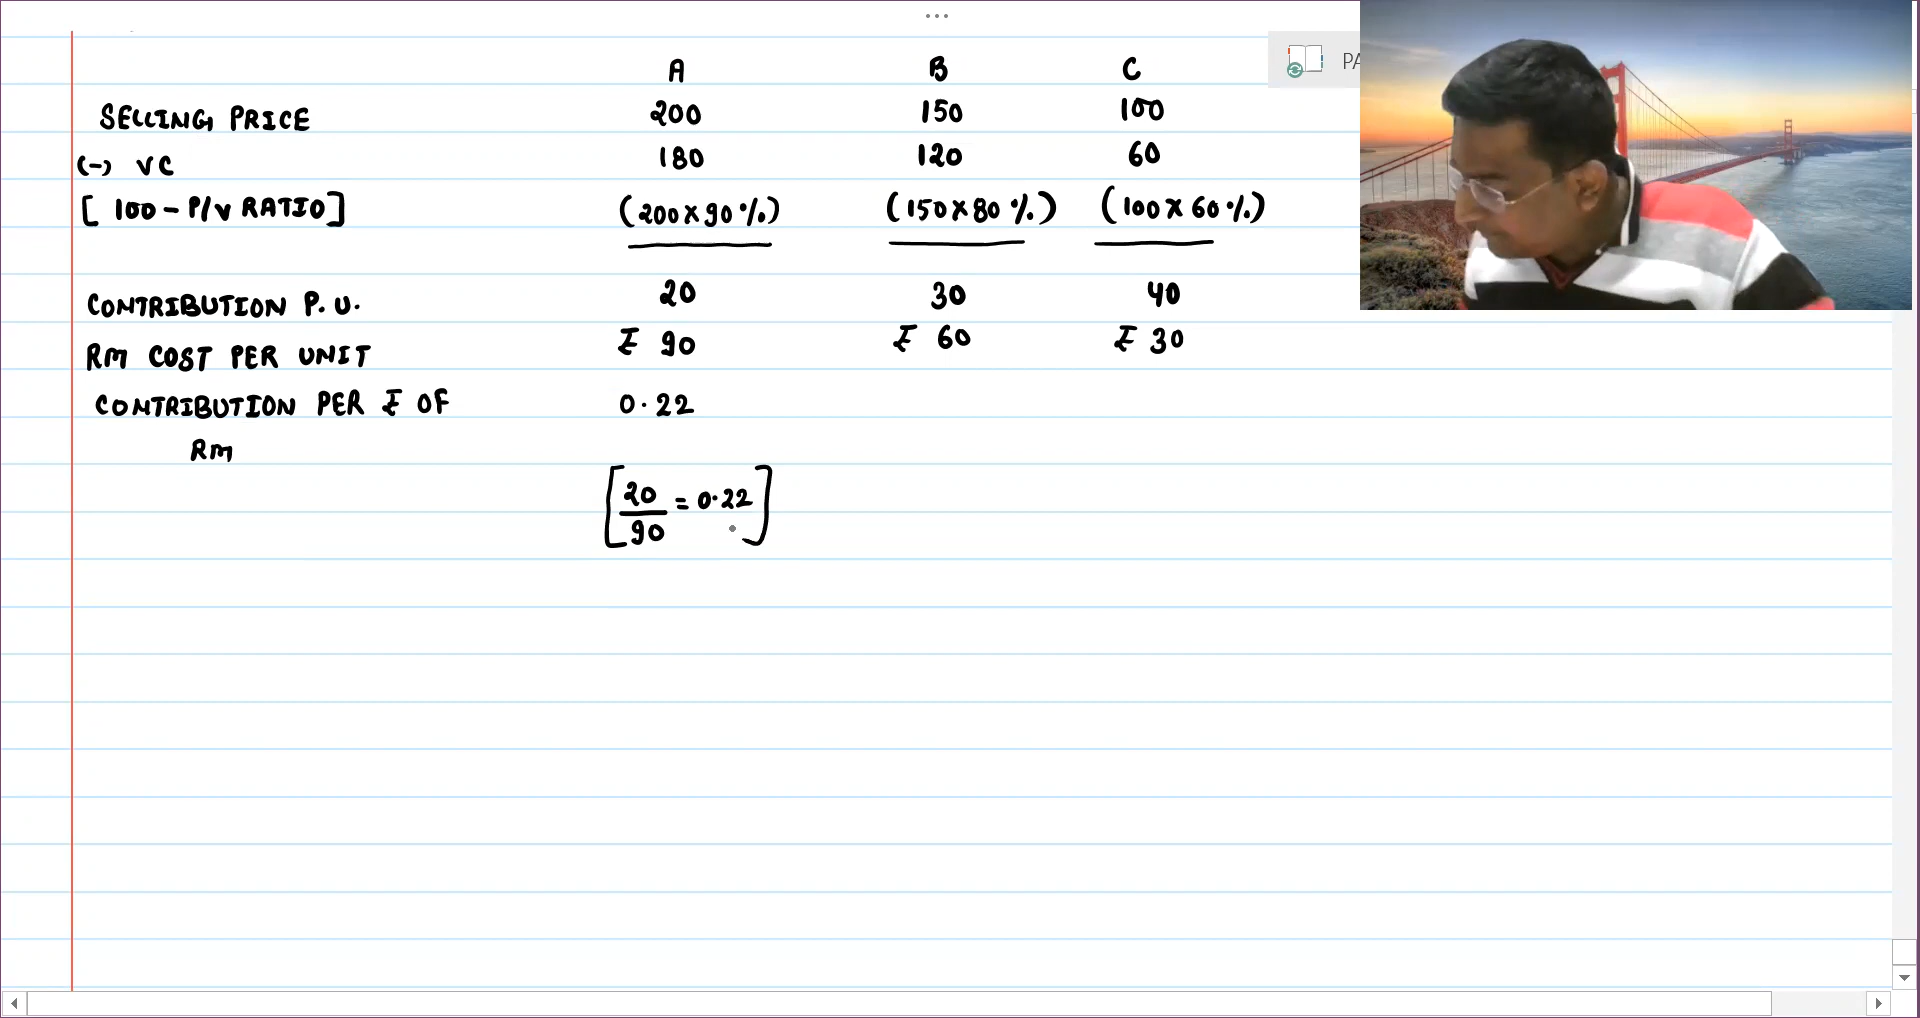 A B C
SELLING PRICE 200 150 100
(-) VC 180 120 60
[ 100 - P/V RATIO] (200 X 90 %) (150 X 80 %) (100 X 60 %)
CONTRIBUTION P. U. 20 30 40
RM COST PER UNIT ₹ 90 ₹ 60 ₹ 30
CONTRIBUTION PER ₹ OF 0.22
RM
[20/90 = 0.22]
PA